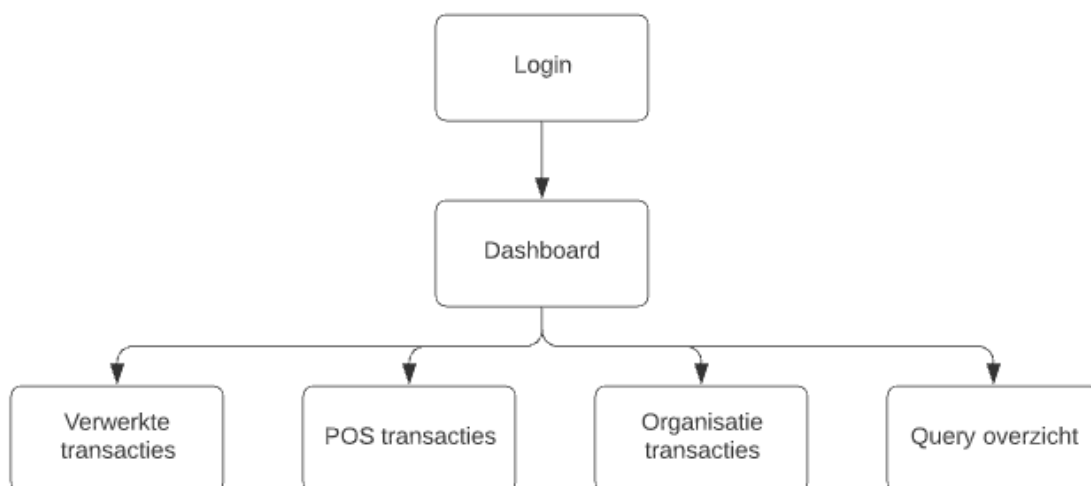 Login
Dashboard
Verwerkte
transacties
POS transacties
Organisatie
transacties
Query overzicht